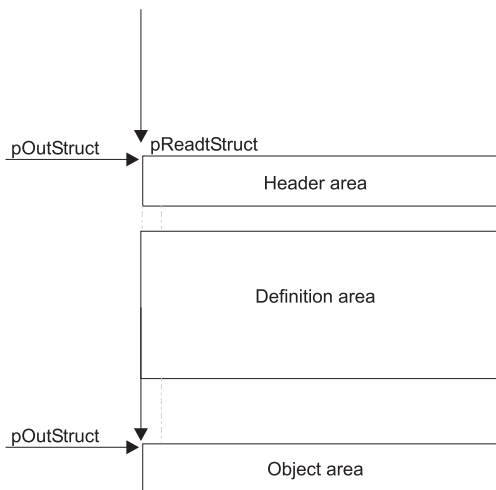 pReadtStruct
pOutStruct
Header area
Definition area
pOutStruct
Object area